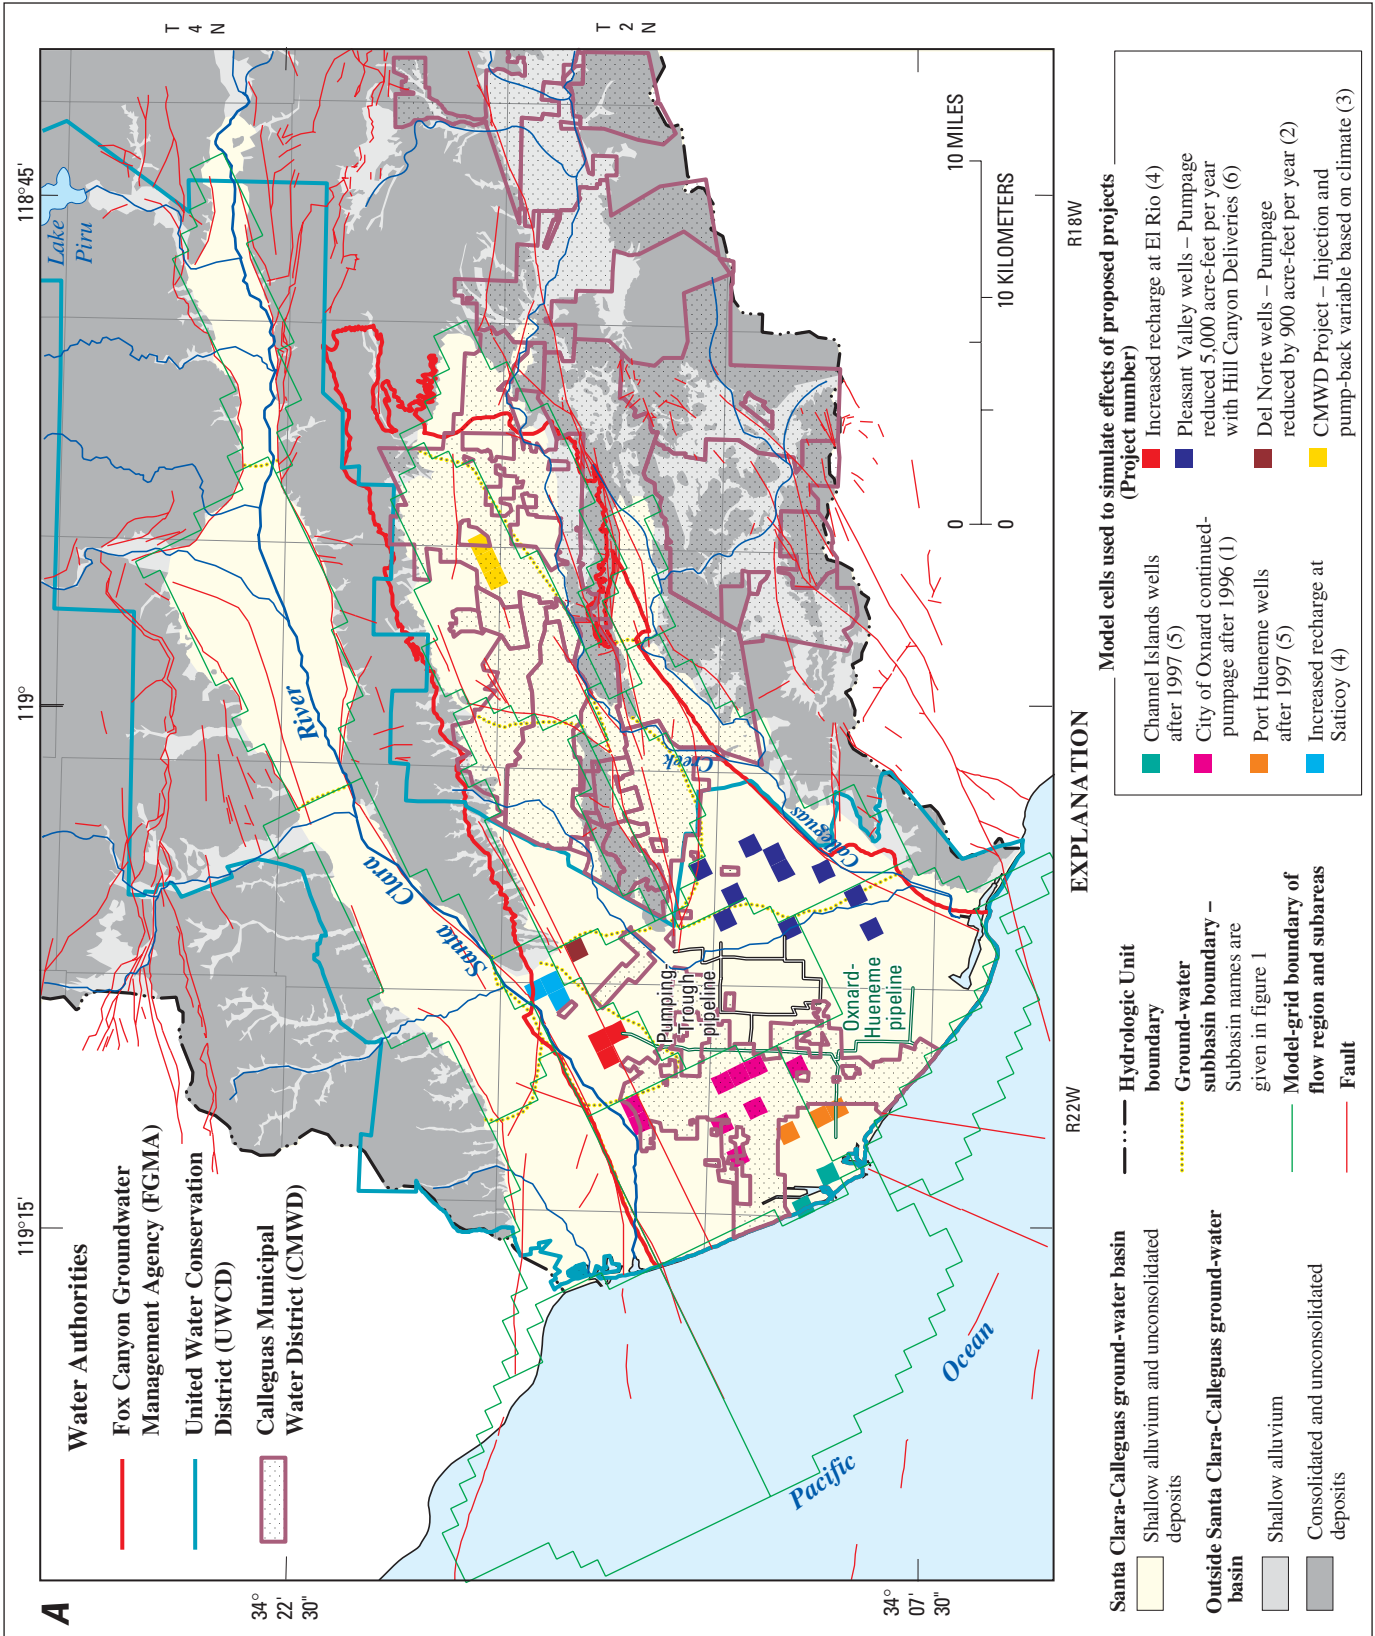 A
Water Authorities
Fox Canyon Groundwater
Management Agency (FGMA)
United Water Conservation
District (UWCD)
Calleguas Municipal
Water District (CMWD)
119°15'
119°
118°45'
T
4
N
T
2
N
34°
22'
30"
34°
07'
30"
R22W
R18W
Lake
Piru
Santa
Clara
River
Calleguas
Creek
Pumping-
Trough
pipeline
Oxnard-
Hueneme
pipeline
Pacific
Ocean
0
10 MILES
0
10 KILOMETERS
EXPLANATION
Santa Clara-Calleguas ground-water basin
Shallow alluvium and unconsolidated
deposits
Outside Santa Clara-Calleguas ground-water
basin
Shallow alluvium
Consolidated and unconsolidated
deposits
Hydrologic Unit
boundary
Ground-water
subbasin boundary –
Subbasin names are
given in figure 1
Model-grid boundary of
flow region and subareas
Fault
Model cells used to simulate effects of proposed projects
(Project number)
Channel Islands wells
after 1997 (5)
City of Oxnard continued-
pumpage after 1996 (1)
Port Hueneme wells
after 1997 (5)
Increased recharge at
Saticoy (4)
Increased recharge at El Rio (4)
Pleasant Valley wells – Pumpage
reduced 5,000 acre-feet per year
with Hill Canyon Deliveries (6)
Del Norte wells – Pumpage
reduced by 900 acre-feet per year (2)
CMWD Project – Injection and
pump-back variable based on climate (3)